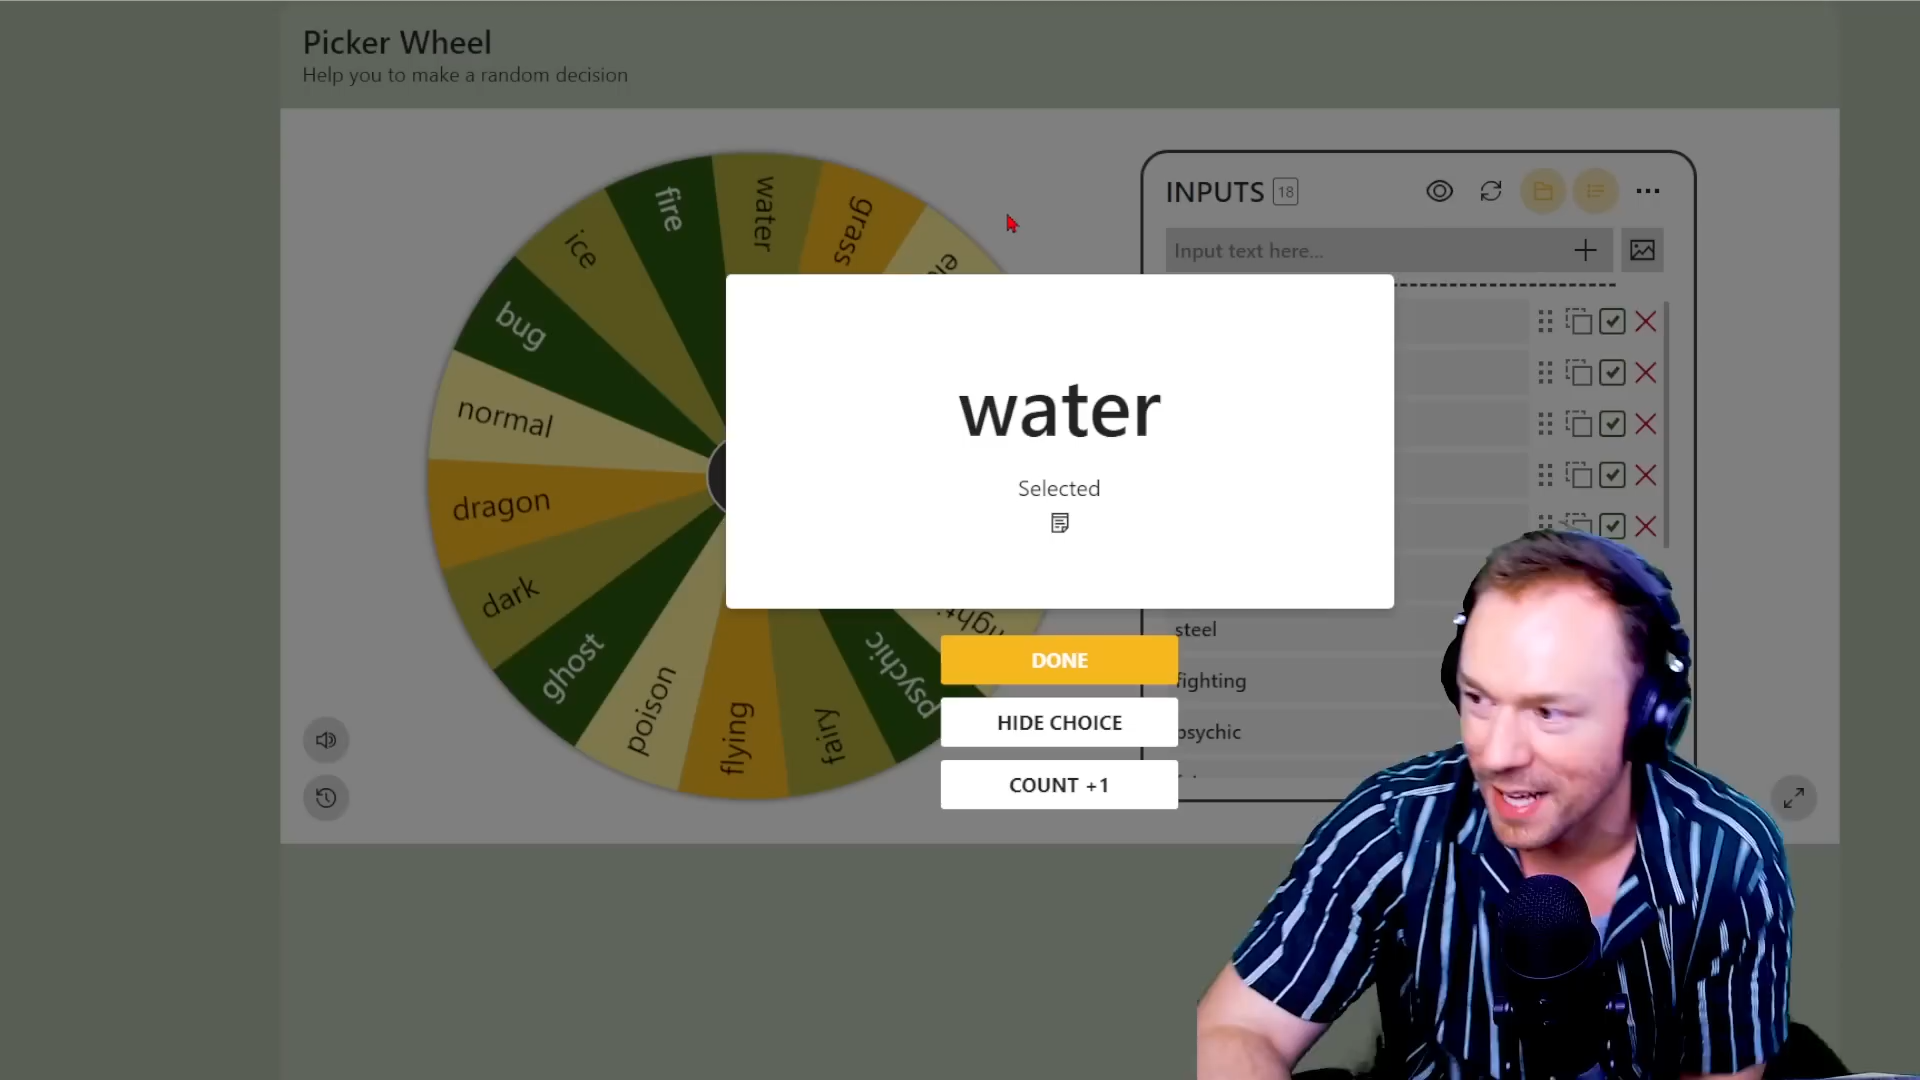 Picker Wheel
Help you to make a random decision
INPUTS 18
Input text here...
fire
water
grass
ice
bug
normal
dragon
dark
ghost
poison
flying
fairy
psychic
water
Selected
DONE
HIDE CHOICE
COUNT +1
steel
fighting
psychic